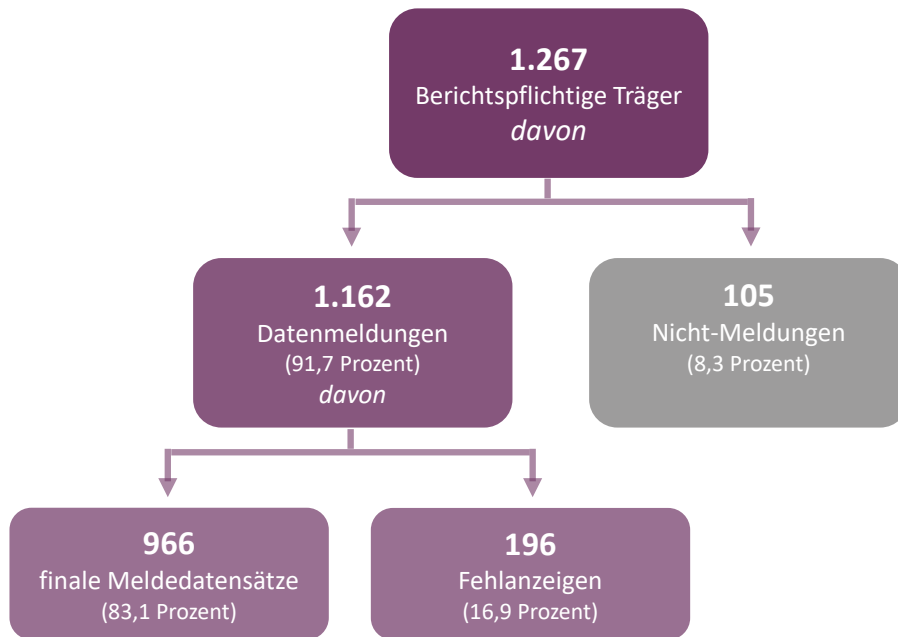 1.267
Berichtspflichtige Träger
davon
1.162
Datenmeldungen
(91,7 Prozent)
davon
105
Nicht-Meldungen
(8,3 Prozent)
966
finale Meldedatensätze
(83,1 Prozent)
196
Fehlanzeigen
(16,9 Prozent)